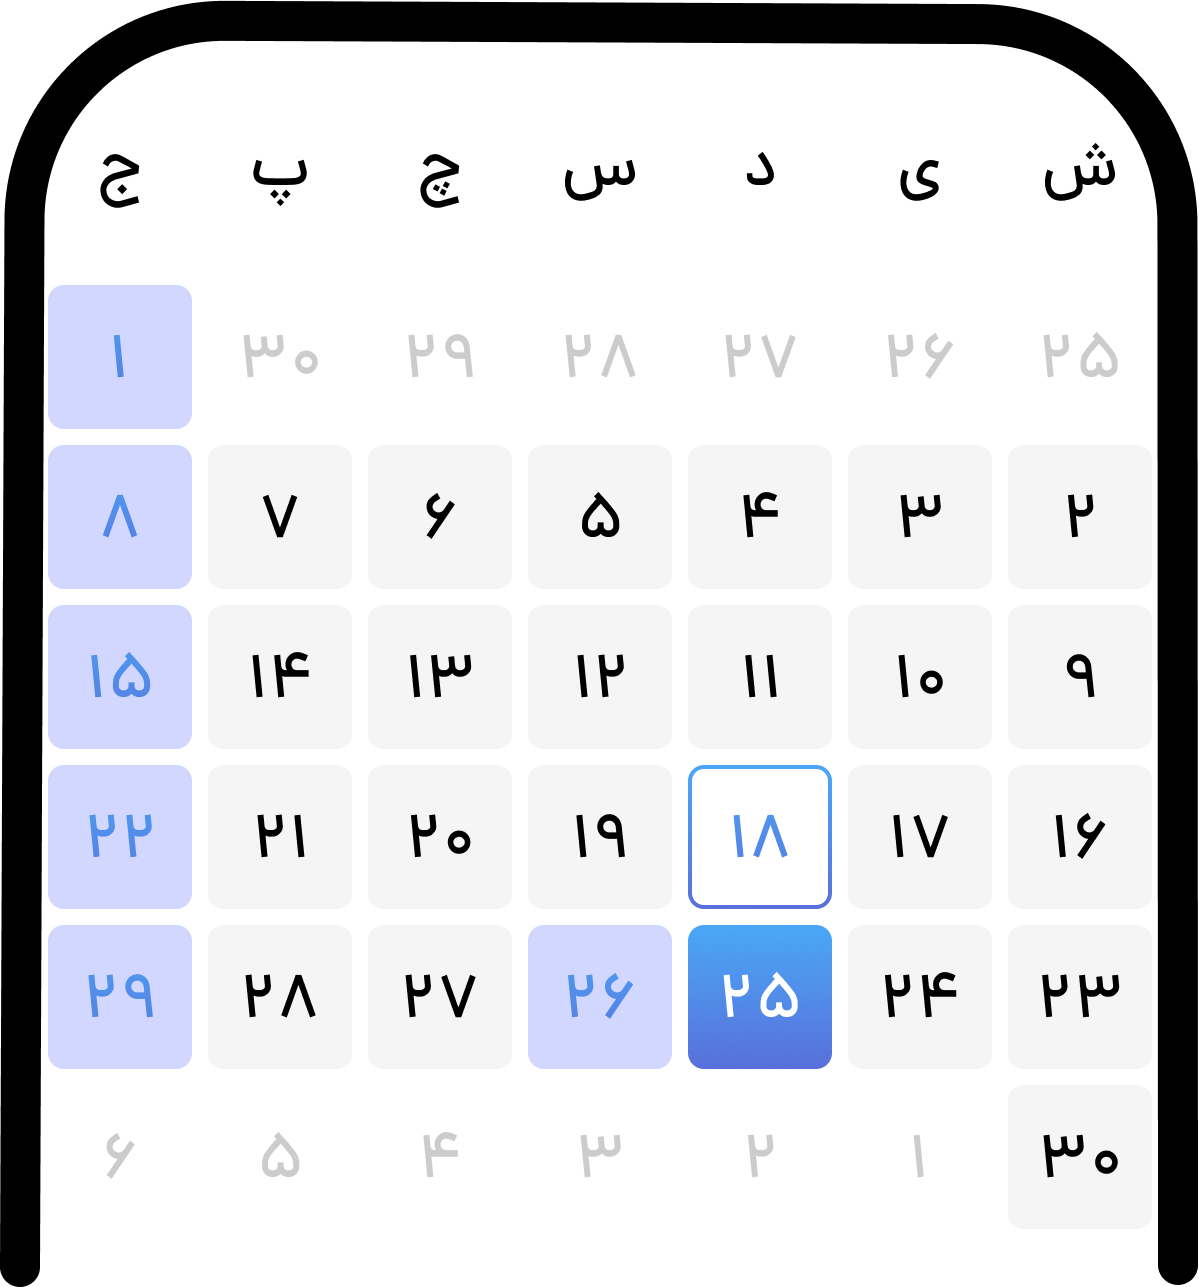 ش ی د س چ پ ج
۲۵ ۲۶ ۲۷ ۲۸ ۲۹ ۳۰ ۱
۲ ۳ ۴ ۵ ۶ ۷ ۸
۹ ۱۰ ۱۱ ۱۲ ۱۳ ۱۴ ۱۵
۱۶ ۱۷ ۱۸ ۱۹ ۲۰ ۲۱ ۲۲
۲۳ ۲۴ ۲۵ ۲۶ ۲۷ ۲۸ ۲۹
۳۰ ۱ ۲ ۳ ۴ ۵ ۶